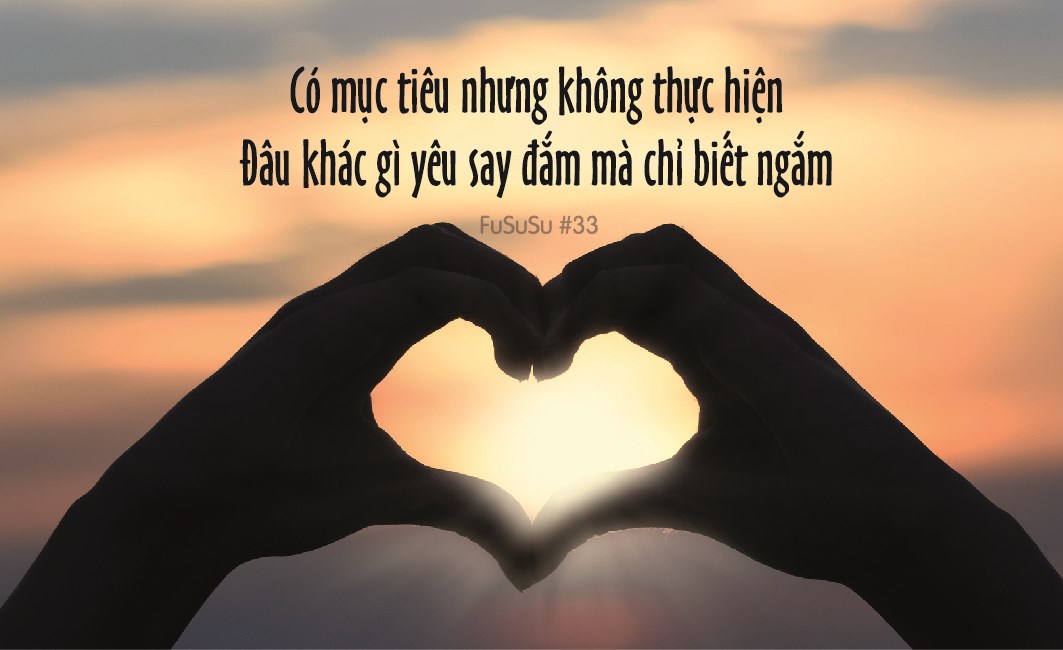 Có mục tiêu nhưng không thực hiện
Đâu khác gì yêu say đắm mà chỉ biết ngắm
FuSuSu #33